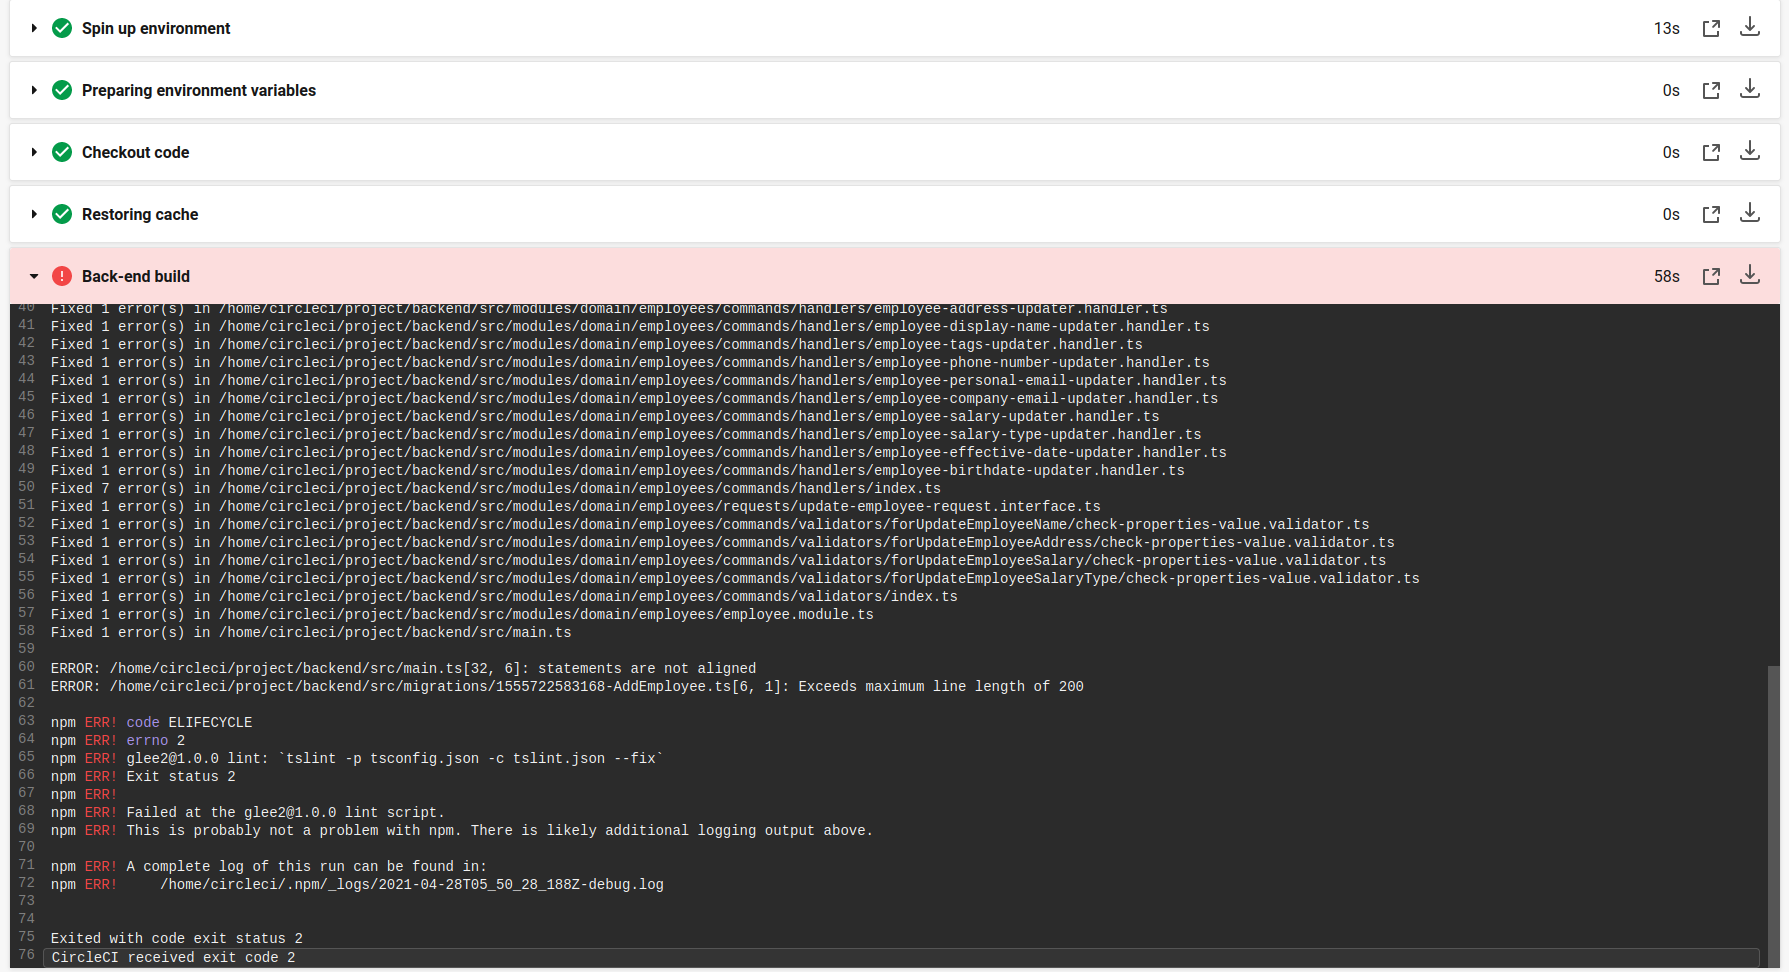 Spin up environment 13s
Preparing environment variables 0s
Checkout code 0s
Restoring cache 0s
Back-end build 58s
40 Fixed 1 error(s) in /home/circleci/project/backend/src/modules/domain/employees/commands/handlers/employee-address-updater.handler.ts
41 Fixed 1 error(s) in /home/circleci/project/backend/src/modules/domain/employees/commands/handlers/employee-display-name-updater.handler.ts
42 Fixed 1 error(s) in /home/circleci/project/backend/src/modules/domain/employees/commands/handlers/employee-tags-updater.handler.ts
43 Fixed 1 error(s) in /home/circleci/project/backend/src/modules/domain/employees/commands/handlers/employee-phone-number-updater.handler.ts
44 Fixed 1 error(s) in /home/circleci/project/backend/src/modules/domain/employees/commands/handlers/employee-personal-email-updater.handler.ts
45 Fixed 1 error(s) in /home/circleci/project/backend/src/modules/domain/employees/commands/handlers/employee-company-email-updater.handler.ts
46 Fixed 1 error(s) in /home/circleci/project/backend/src/modules/domain/employees/commands/handlers/employee-salary-updater.handler.ts
47 Fixed 1 error(s) in /home/circleci/project/backend/src/modules/domain/employees/commands/handlers/employee-salary-type-updater.handler.ts
48 Fixed 1 error(s) in /home/circleci/project/backend/src/modules/domain/employees/commands/handlers/employee-effective-date-updater.handler.ts
49 Fixed 1 error(s) in /home/circleci/project/backend/src/modules/domain/employees/commands/handlers/employee-birthdate-updater.handler.ts
50 Fixed 7 error(s) in /home/circleci/project/backend/src/modules/domain/employees/commands/handlers/index.ts
51 Fixed 1 error(s) in /home/circleci/project/backend/src/modules/domain/employees/requests/update-employee-request.interface.ts
52 Fixed 1 error(s) in /home/circleci/project/backend/src/modules/domain/employees/commands/validators/forUpdateEmployeeName/check-properties-value.validator.ts
53 Fixed 1 error(s) in /home/circleci/project/backend/src/modules/domain/employees/commands/validators/forUpdateEmployeeAddress/check-properties-value.validator.ts
54 Fixed 1 error(s) in /home/circleci/project/backend/src/modules/domain/employees/commands/validators/forUpdateEmployeeSalary/check-properties-value.validator.ts
55 Fixed 1 error(s) in /home/circleci/project/backend/src/modules/domain/employees/commands/validators/forUpdateEmployeeSalaryType/check-properties-value.validator.ts
56 Fixed 1 error(s) in /home/circleci/project/backend/src/modules/domain/employees/commands/validators/index.ts
57 Fixed 1 error(s) in /home/circleci/project/backend/src/modules/domain/employees/employee.module.ts
58 Fixed 1 error(s) in /home/circleci/project/backend/src/main.ts
59
60 ERROR: /home/circleci/project/backend/src/main.ts[32, 6]: statements are not aligned
61 ERROR: /home/circleci/project/backend/src/migrations/1555722583168-AddEmployee.ts[6, 1]: Exceeds maximum line length of 200
62
63 npm ERR! code ELIFECYCLE
64 npm ERR! errno 2
65 npm ERR! glee2@1.0.0 lint: `tslint -p tsconfig.json -c tslint.json --fix`
66 npm ERR! Exit status 2
67 npm ERR!
68 npm ERR! Failed at the glee2@1.0.0 lint script.
69 npm ERR! This is probably not a problem with npm. There is likely additional logging output above.
70
71 npm ERR! A complete log of this run can be found in:
72 npm ERR!     /home/circleci/.npm/_logs/2021-04-28T05_50_28_188Z-debug.log
73
74
75 Exited with code exit status 2
76 CircleCI received exit code 2